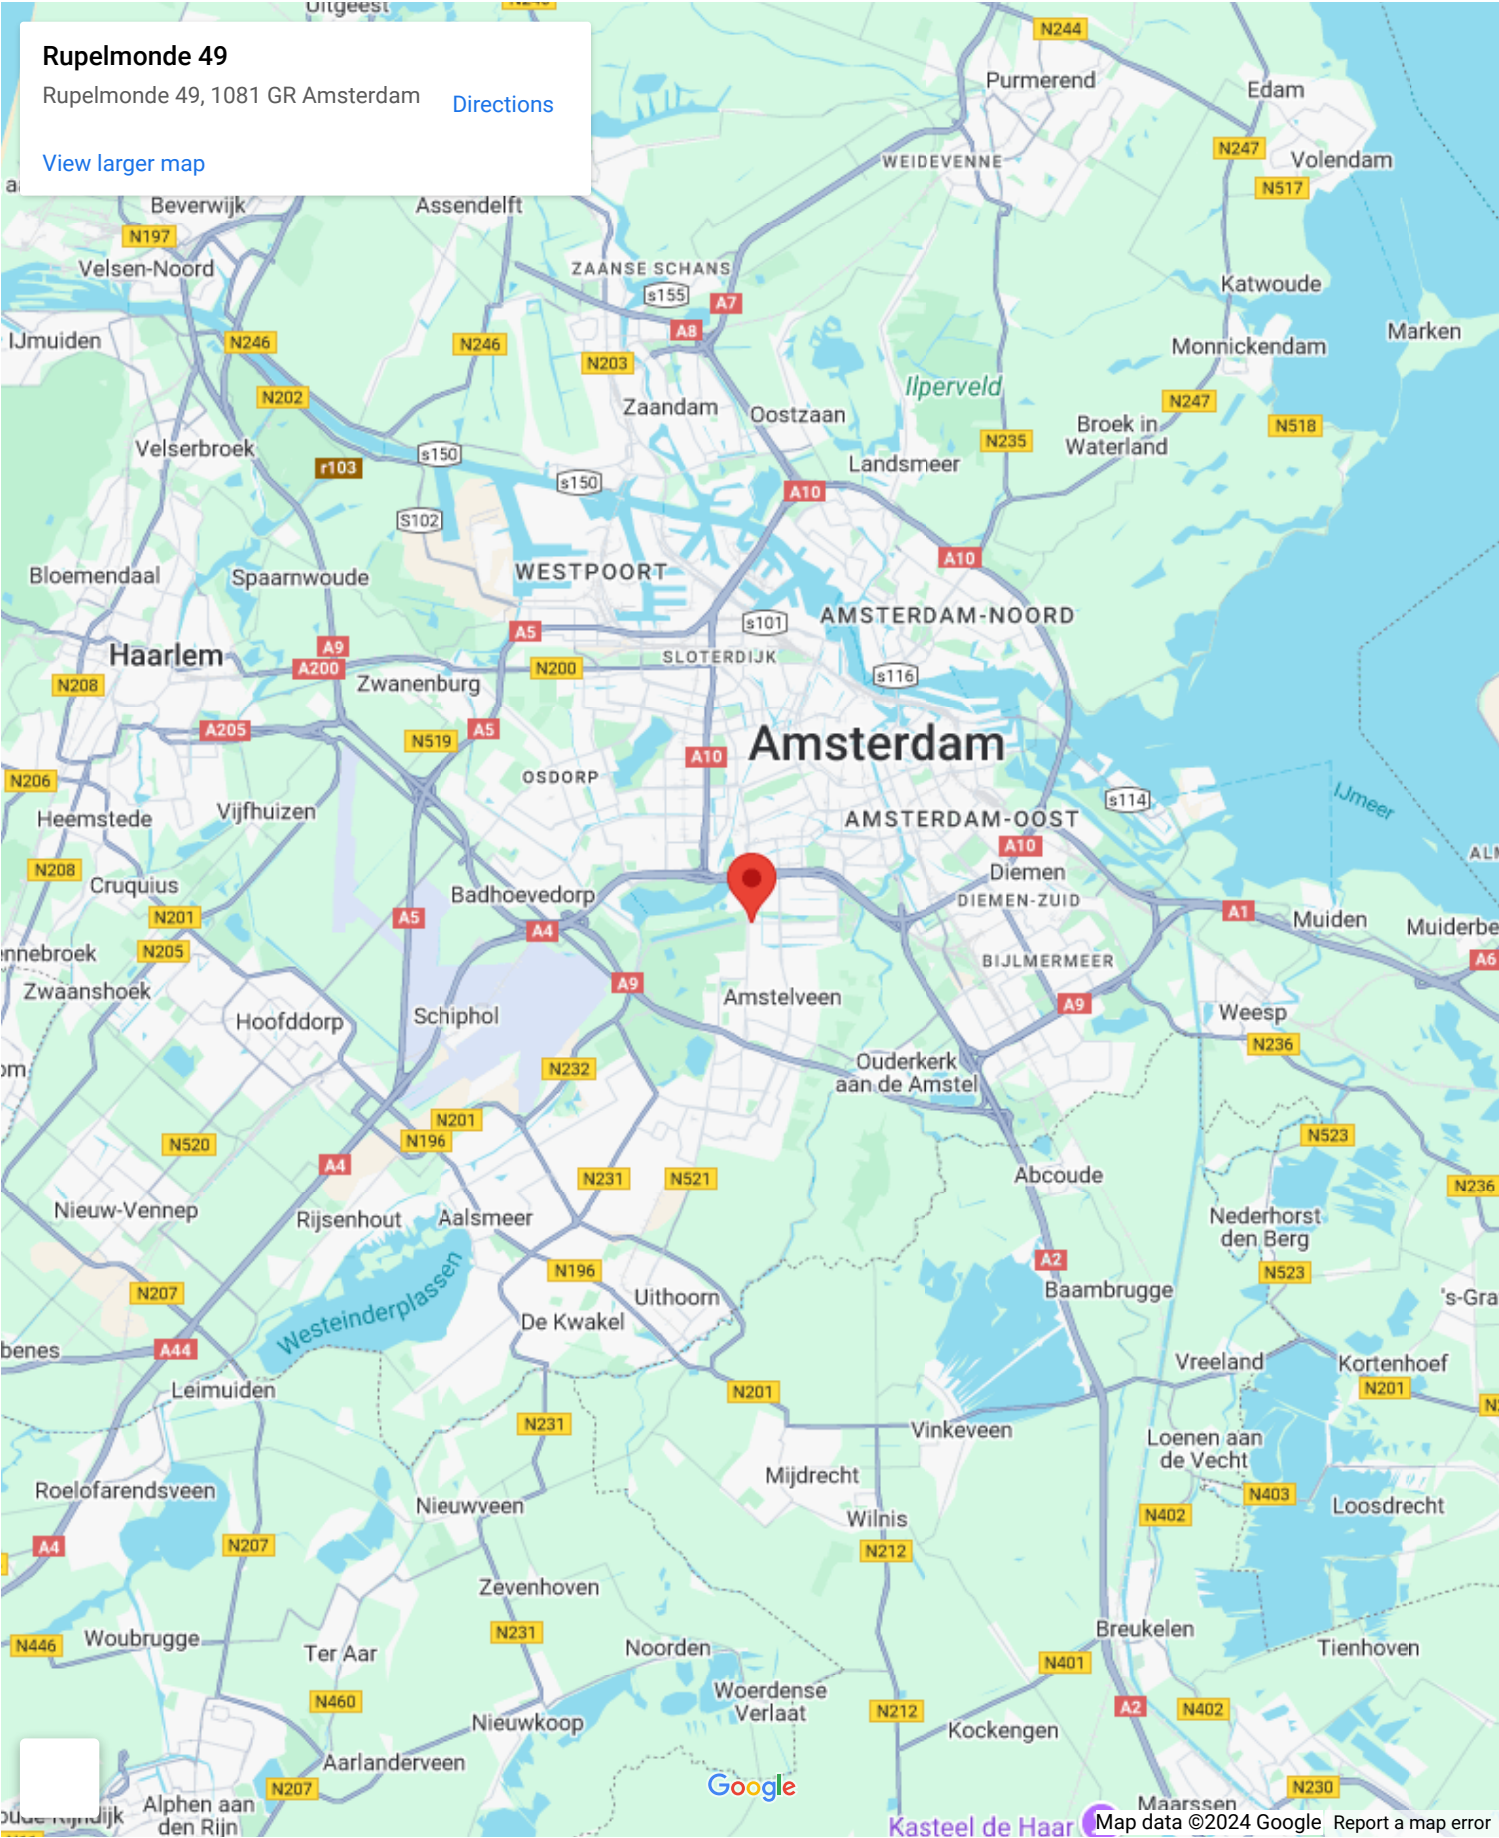 Uitgeest
Rupelmonde 49
Rupelmonde 49, 1081 GR Amsterdam
Directions
View larger map
N244
Purmerend
Edam
N247
Volendam
WEIDEVENNE
N517
Beverwijk
Assendelft
N197
Velsen-Noord
ZAANSE SCHANS
s155
A7
Katwoude
A8
Marken
IJmuiden
N246
N246
Monnickendam
N203
Ilperveld
N202
Zaandam
Oostzaan
N247
Broek in
Waterland
N518
N235
Velserbroek
s150
r103
Landsmeer
s150
A10
S102
A10
WESTPOORT
Bloemendaal
Spaarnwoude
AMSTERDAM-NOORD
s101
A5
A9
Haarlem
SLOTERDIJK
A200
N200
s116
N208
Zwanenburg
A205
A5
N519
Amsterdam
A10
OSDORP
N206
s114
IJmeer
Heemstede
Vijfhuizen
AMSTERDAM-OOST
A10
N208
Diemen
Cruquius
Badhoevedorp
DIEMEN-ZUID
N201
A5
A1
Muiden
A4
Muiderbe
N205
ennebroek
BIJLMERMEER
A6
A9
Zwaanshoek
Amstelveen
A9
Weesp
Schiphol
Hoofddorp
N236
om
N232
Ouderkerk
aan de Amstel
N201
N196
N520
N523
A4
N231
N521
Abcoude
N236
Nieuw-Vennep
Rijsenhout
Aalsmeer
Nederhorst
den Berg
A2
N196
N523
N207
Westeinderplassen
Baambrugge
Uithoorn
's-Gra
De Kwakel
benes
A44
Vreeland
Kortenhoef
Leimuiden
N201
N201
N231
Vinkeveen
Loenen aan
de Vecht
Mijdrecht
Roelofarendsveen
N403
Nieuwveen
Loosdrecht
N402
Wilnis
A4
N207
N212
Zevenhoven
N446
Woubrugge
N231
Breukelen
Noorden
Tienhoven
Ter Aar
N401
N460
Woerdense
Verlaat
A2
N402
N212
Nieuwkoop
Kockengen
Aarlanderveen
N207
Google
N230
Alphen aan
den Rijn
Maarssen
Kasteel de Haar
Map data ©2024 Google
Report a map error